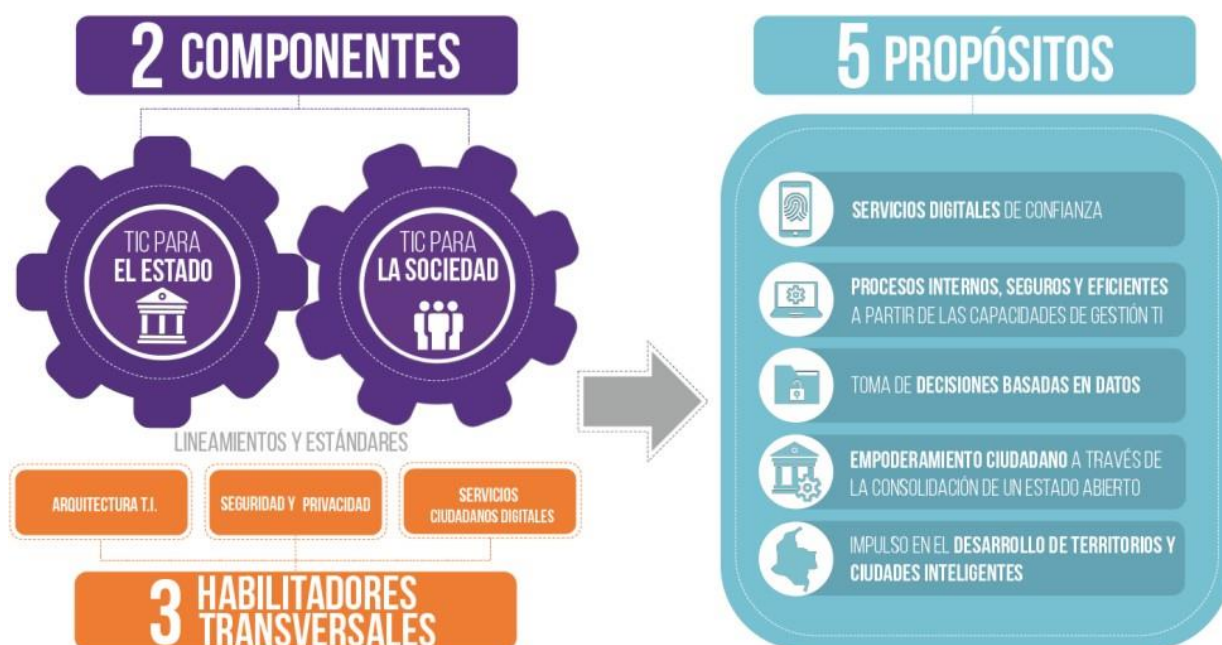 2 COMPONENTES
TIC PARA
EL ESTADO
TIC PARA
LA SOCIEDAD
LINEAMIENTOS Y ESTÁNDARES
ARQUITECTURA T.I.
SEGURIDAD Y PRIVACIDAD
SERVICIOS
CIUDADANOS DIGITALES
3 HABILITADORES
TRANSVERSALES
5 PROPÓSITOS
SERVICIOS DIGITALES DE CONFIANZA
PROCESOS INTERNOS, SEGUROS Y EFICIENTES
A PARTIR DE LAS CAPACIDADES DE GESTIÓN TI
TOMA DE DECISIONES BASADAS EN DATOS
EMPODERAMIENTO CIUDADANO A TRAVÉS DE
LA CONSOLIDACIÓN DE UN ESTADO ABIERTO
IMPULSO EN EL DESARROLLO DE TERRITORIOS Y
CIUDADES INTELIGENTES